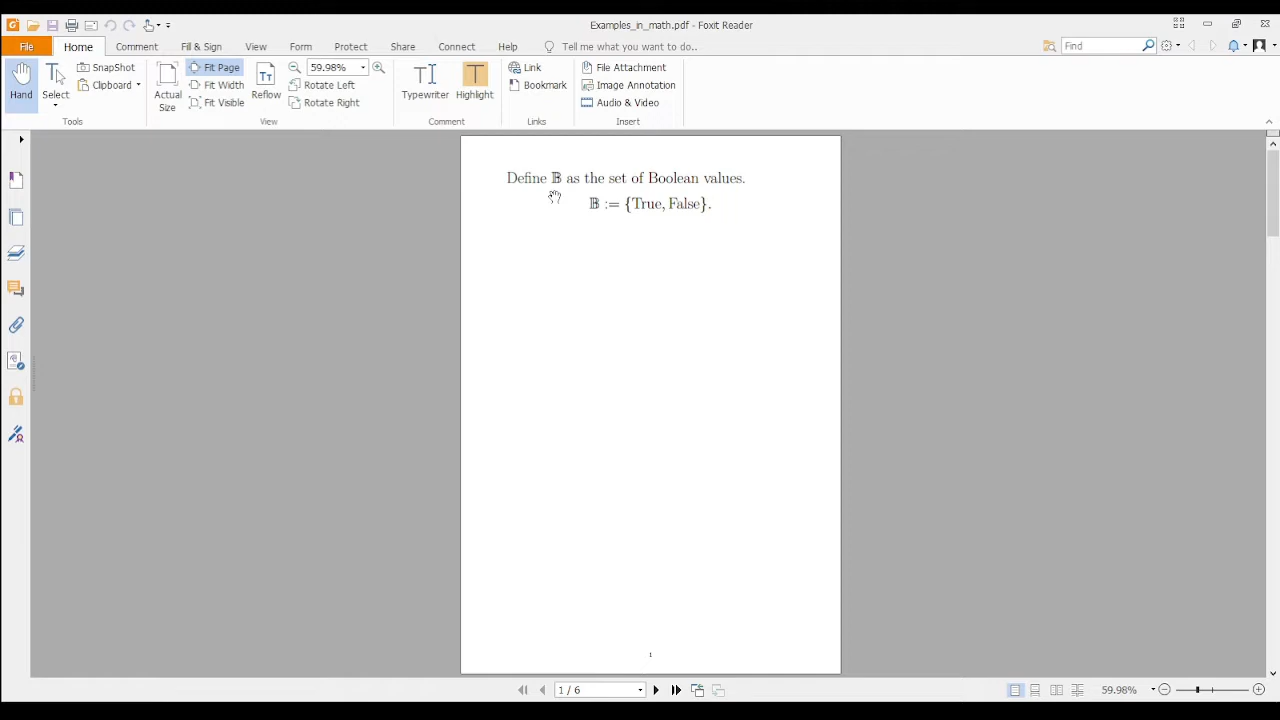 Examples_in_math.pdf - Foxit Reader
File Home Comment Fill & Sign View Form Protect Share Connect Help Tell me what you want to do.. Find
Hand
Select
SnapShot
Clipboard
Tools
Actual
Size
Fit Page
Fit Width
Fit Visible
Reflow
59.98%
Rotate Left
Rotate Right
View
Typewriter
Highlight
Comment
Link
Bookmark
Links
File Attachment
Image Annotation
Audio & Video
Insert
Define 𝔹 as the set of Boolean values.
𝔹 := {True, False}.
1
1 / 6
59.98%